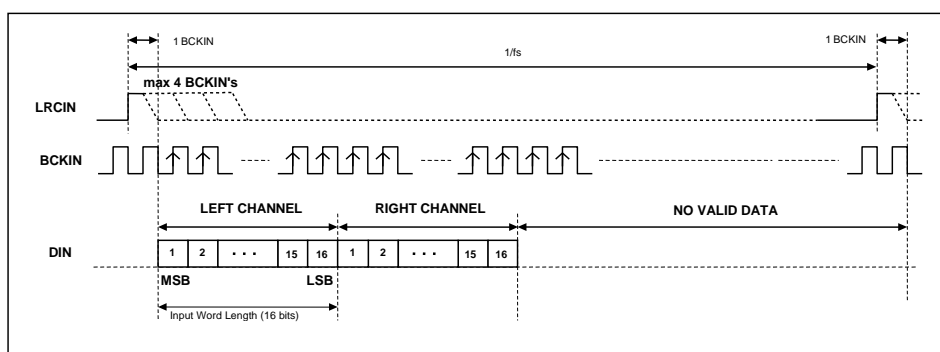 1 BCKIN
1 BCKIN
1/fs
max 4 BCKIN's
LRCIN
BCKIN
LEFT CHANNEL
RIGHT CHANNEL
NO VALID DATA
DIN
1 2 · · · 15 16 1 2 · · · 15 16
MSB LSB
Input Word Length (16 bits)